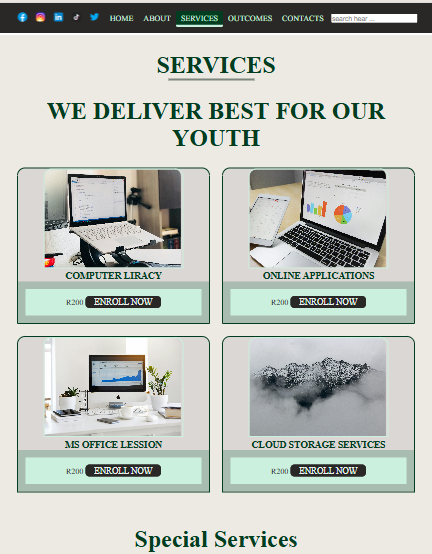 HOME ABOUT SERVICES OUTCOMES CONTACTS search hear ...
SERVICES
WE DELIVER BEST FOR OUR
YOUTH
COMPUTER LIRACY
R200 ENROLL NOW
ONLINE APPLICATIONS
R200 ENROLL NOW
MS OFFICE LESSION
R200 ENROLL NOW
CLOUD STORAGE SERVICES
R200 ENROLL NOW
Special Services